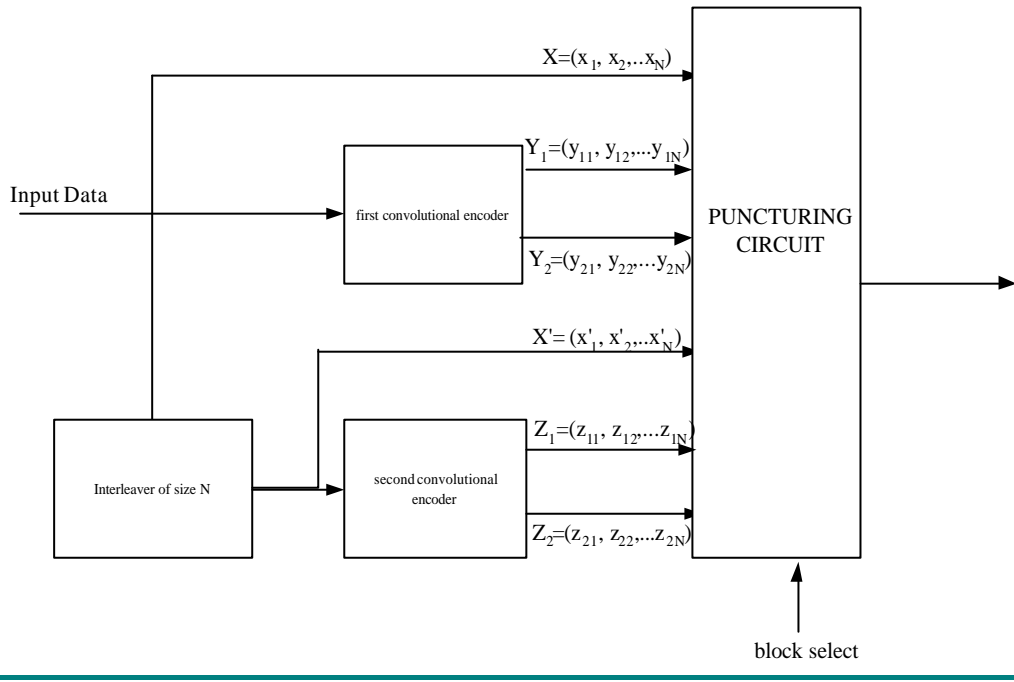 X=(x1, x2,..xN)
Y1=(y11, y12,...y1N)
Input Data
first convolutional encoder
PUNCTURING
CIRCUIT
Y2=(y21, y22,...y2N)
X'= (x'1, x'2,..x'N)
Z1=(z11, z12,...z1N)
Interleaver of size N
second convolutional
encoder
Z2=(z21, z22,...z2N)
block select